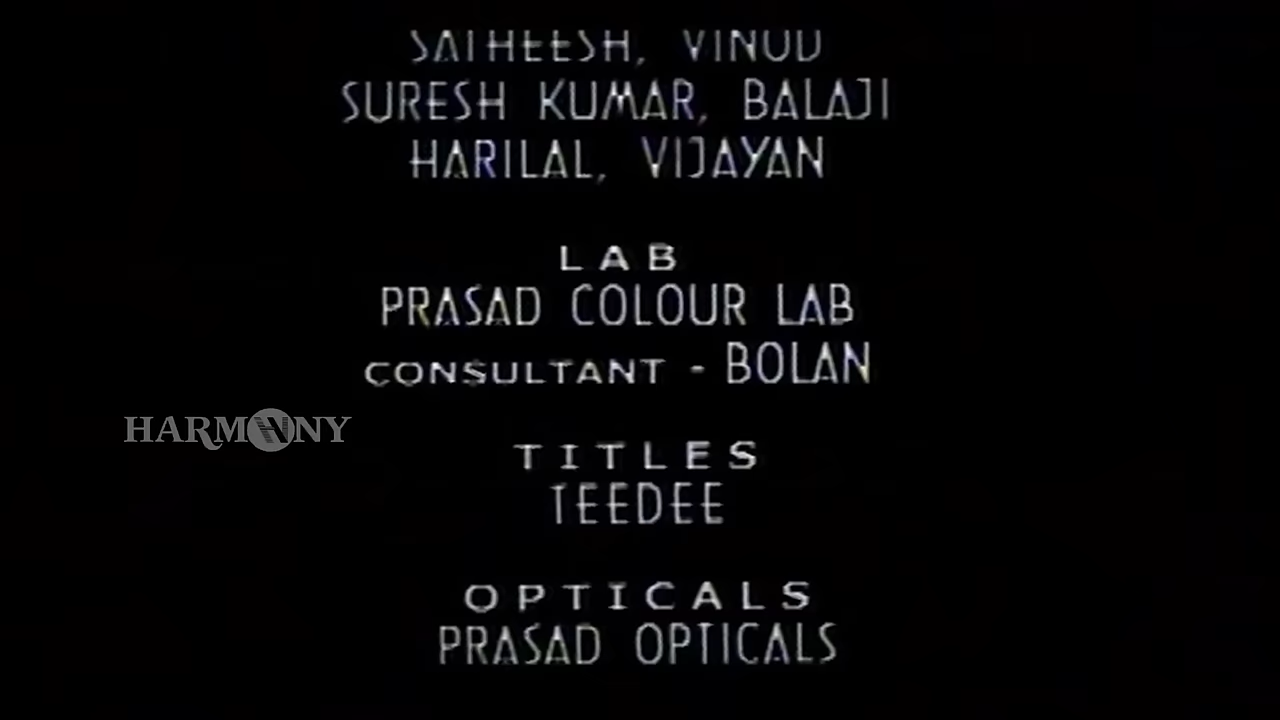 SATHEESH, VINOD
SURESH KUMAR, BALAJI
HARILAL, VIJAYAN
LAB
PRASAD COLOUR LAB
CONSULTANT - BOLAN
HARMONY
TITLES
TEEDEE
OPTICALS
PRASAD OPTICALS